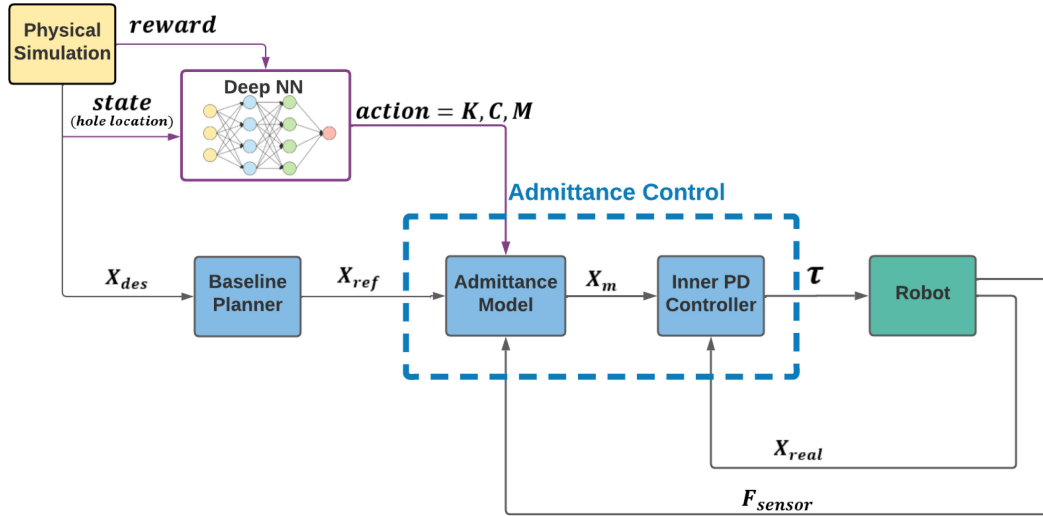 Physical
Simulation
reward
Deep NN
state
(hole location)
action = K, C, M
Admittance Control
X_des
Baseline
Planner
X_ref
Admittance
Model
X_m
Inner PD
Controller
τ
Robot
X_real
F_sensor